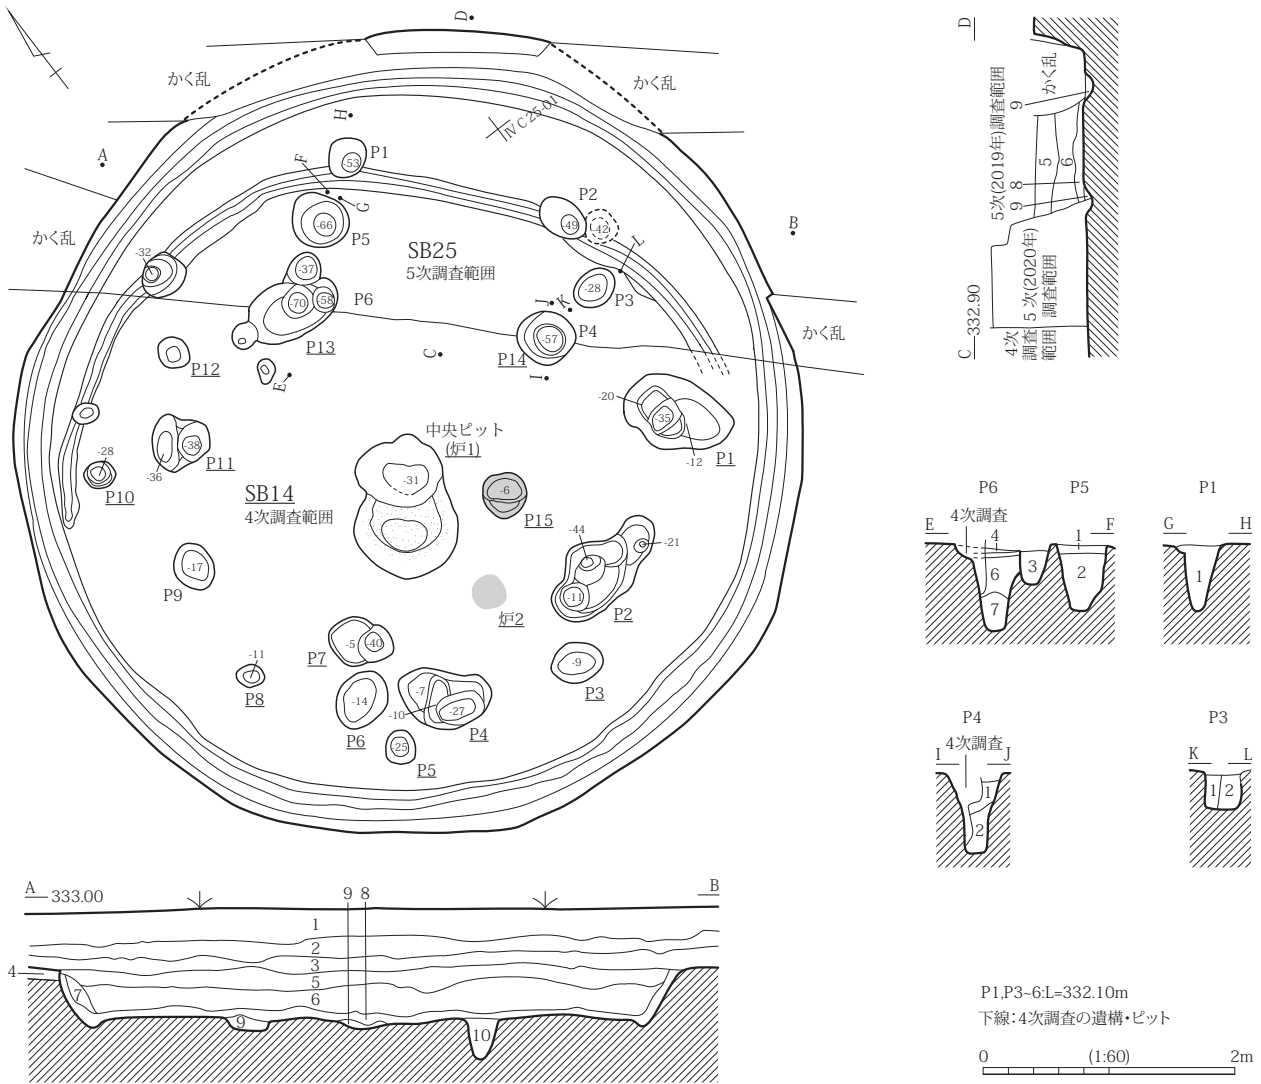 D
かく乱
かく乱
H
ⅣC 25-01
A
F
P1
-53
G
P2
-49
-42
B
かく乱
-32
-66
P5
SB25
5次調査範囲
L
-37
-28
P3
-70
-58
P6
J
K
かく乱
P13
P14
-57
P4
P12
E
C
I
-20
-35
-12
P1
中央ピット
(炉1)
-31
-38
-36
P11
-28
P10
SB14
4次調査範囲
-6
P15
-44
-21
-17
P9
-11
P2
炉2
-5
-40
P7
-11
P8
-9
P3
-14
P6
-7
-10
-27
P4
-25
P5
D
かく乱
5次(2019年)調査範囲
9
5
6
8
9
5次(2020年)
調査範囲
4次
調査
範囲
C
332.90
P6
P5
P1
4次調査
E
F
G
H
4
1
6
3
2
7
1
P4
P3
4次調査
I
J
K
L
1
2
1
2
A
333.00
9
8
B
1
2
3
4
5
6
7
9
10
P1,P3~6:L=332.10m
下線：4次調査の遺構・ピット
0
(1:60)
2m